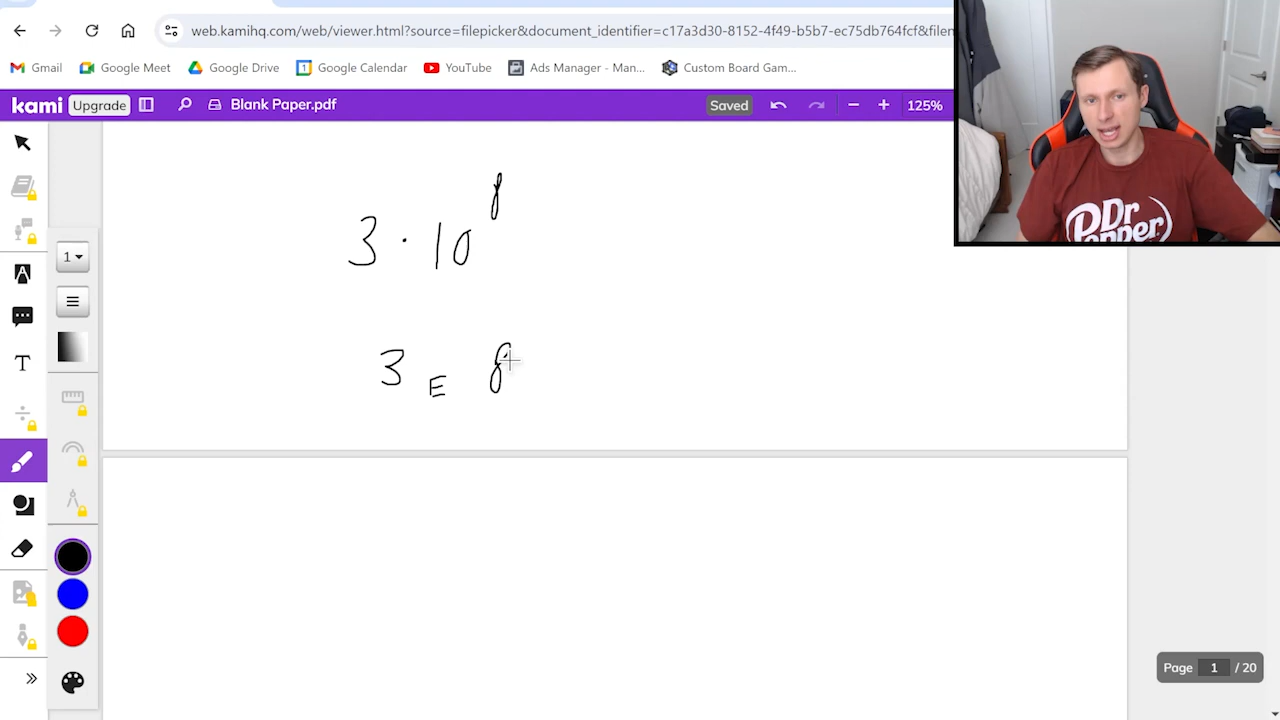 web.kamihq.com/web/viewer.html?source=filepicker&document_identifier=c17a3d30-8152-4f49-b5b7-ec75db764fcf&filen
Gmail Google Meet Google Drive Google Calendar YouTube Ads Manager - Man... Custom Board Gam...
kami Upgrade Blank Paper.pdf Saved 125%
Dr
Pepper
1
T
3 · 10^8
3 E 8
Page 1 / 20